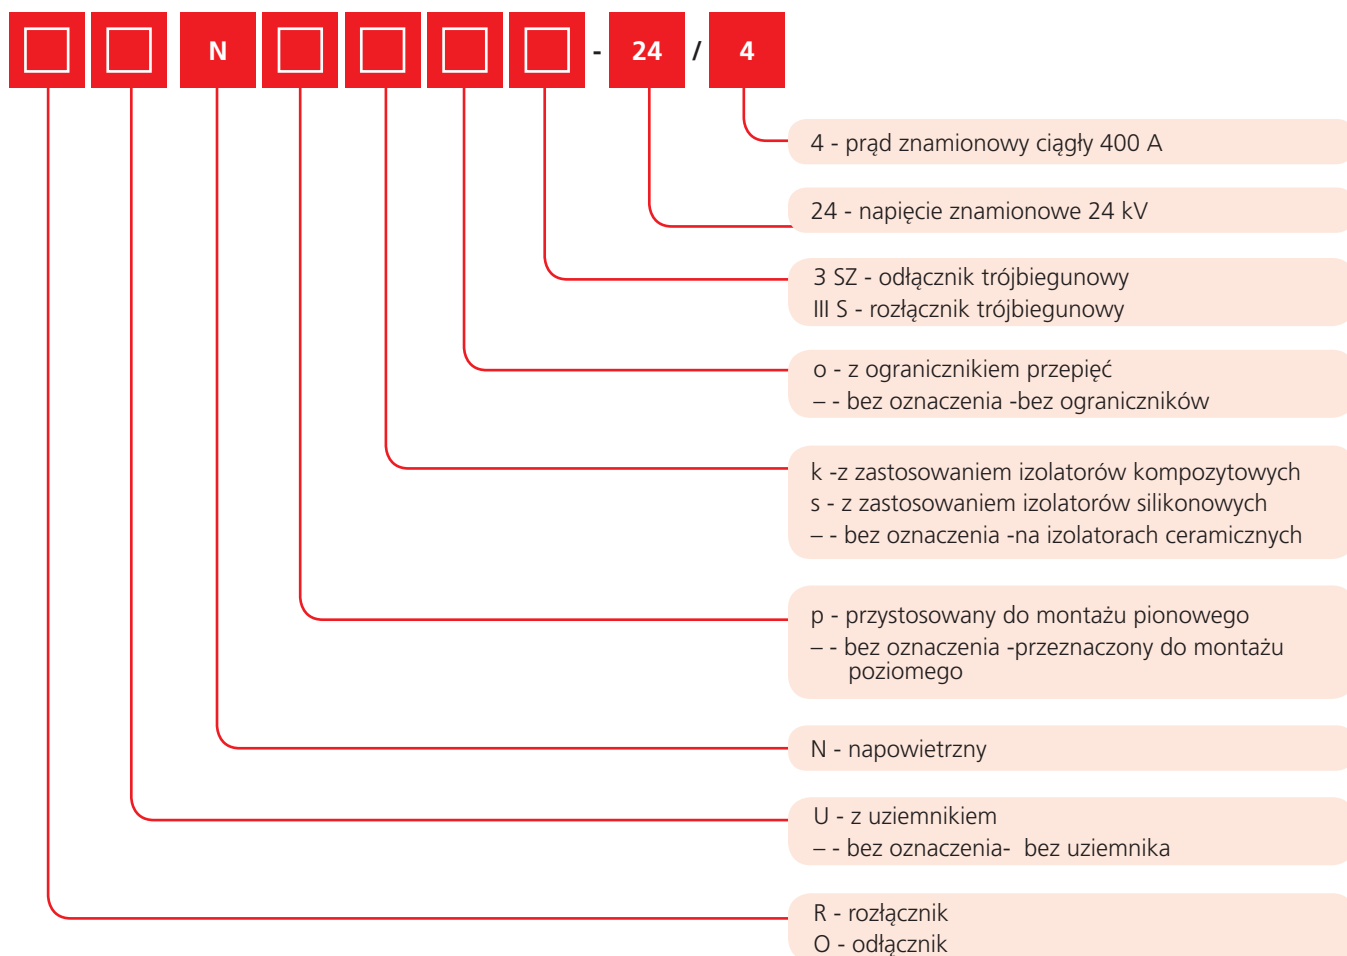 N - 24 / 4
4 - prąd znamionowy ciągły 400 A
24 - napięcie znamionowe 24 kV
3 SZ - odłącznik trójbiegunowy
III S - rozłącznik trójbiegunowy
o - z ogranicznikiem przepięć
– - bez oznaczenia -bez ograniczników
k -z zastosowaniem izolatorów kompozytowych
s - z zastosowaniem izolatorów silikonowych
– - bez oznaczenia -na izolatorach ceramicznych
p - przystosowany do montażu pionowego
– - bez oznaczenia -przeznaczony do montażu
poziomego
N - napowietrzny
U - z uziemnikiem
– - bez oznaczenia- bez uziemnika
R - rozłącznik
O - odłącznik